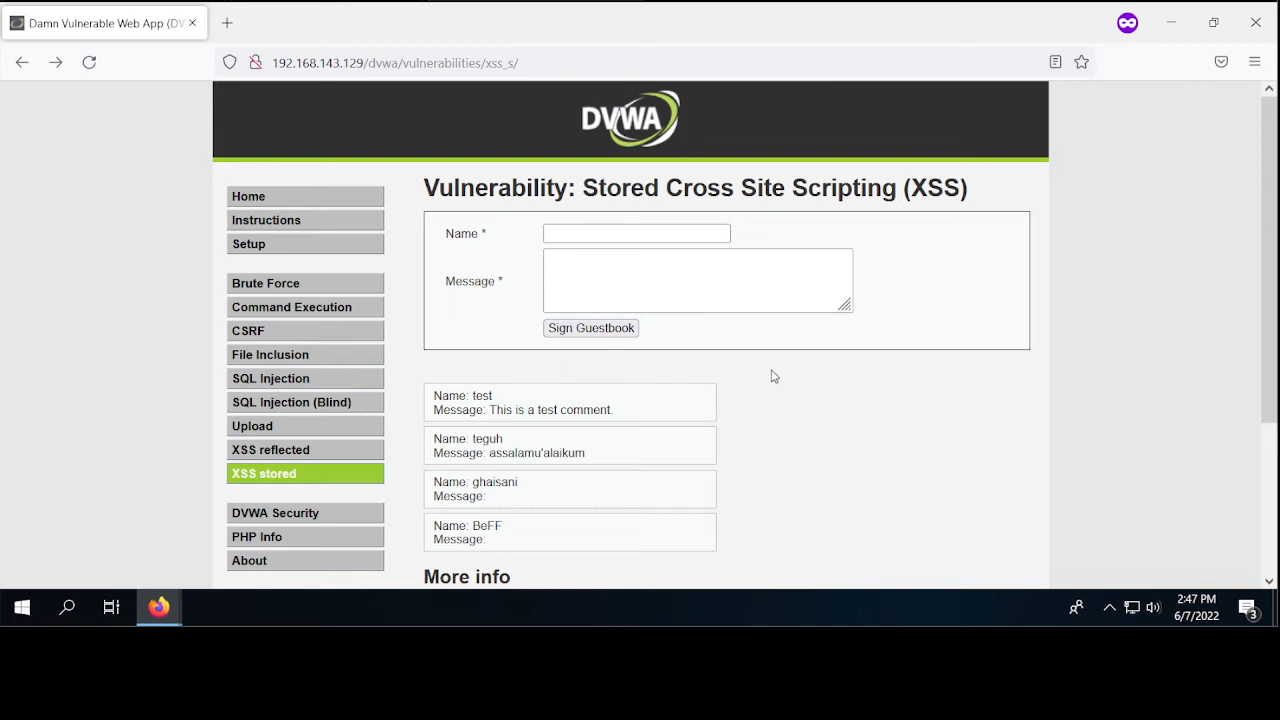 Damn Vulnerable Web App (DV
192.168.143.129/dvwa/vulnerabilities/xss_s/
DVWA
Home
Instructions
Setup
Brute Force
Command Execution
CSRF
File Inclusion
SQL Injection
SQL Injection (Blind)
Upload
XSS reflected
XSS stored
DVWA Security
PHP Info
About
Vulnerability: Stored Cross Site Scripting (XSS)
Name *
Message *
Sign Guestbook
Name: test
Message: This is a test comment.
Name: teguh
Message: assalamu'alaikum
Name: ghaisani
Message:
Name: BeFF
Message:
More info
2:47 PM
6/7/2022
3